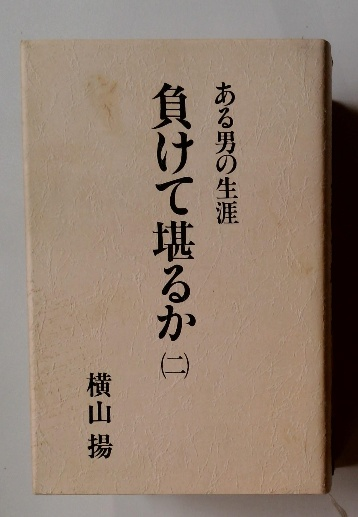 ある男の生涯
負けて堪るか
(二)
横山揚